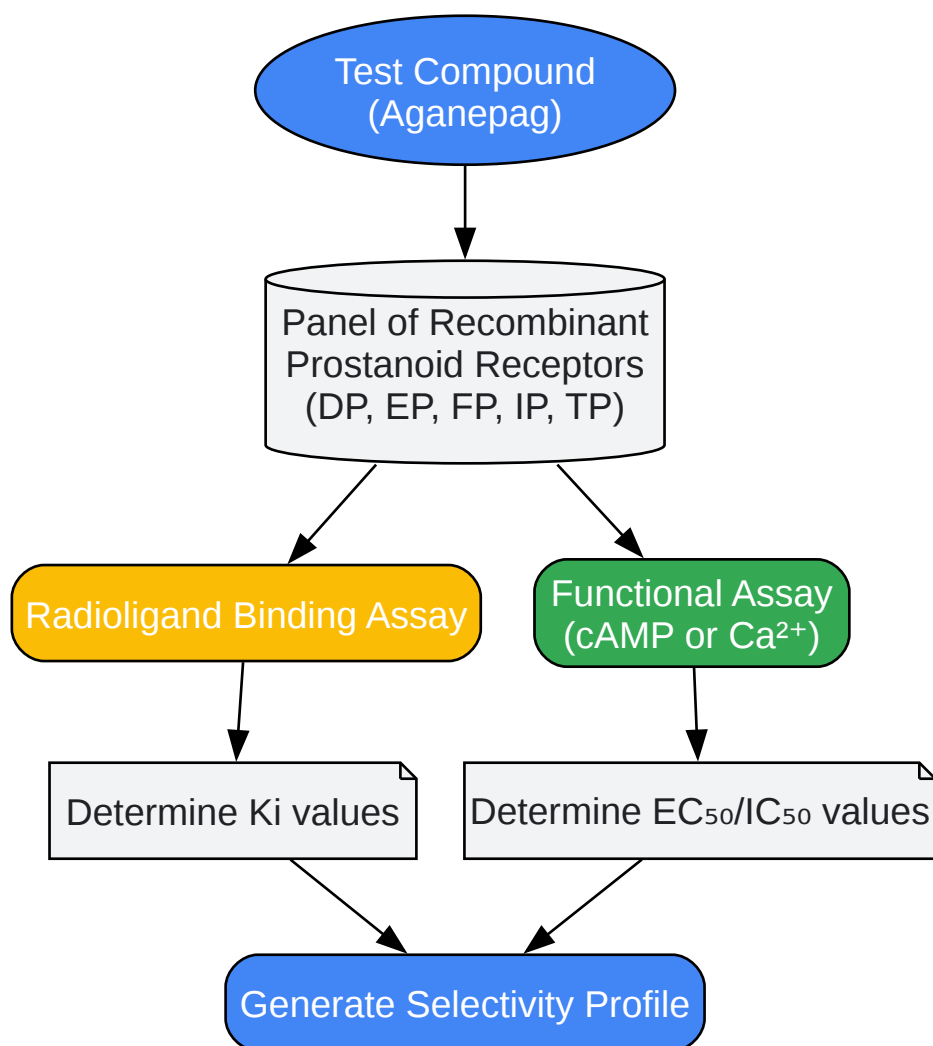 Test Compound
(Aganepag)
Panel of Recombinant
Prostanoid Receptors
(DP, EP, FP, IP, TP)
Radioligand Binding Assay
Functional Assay
(cAMP or Ca²⁺)
Determine Ki values
Determine EC₅₀/IC₅₀ values
Generate Selectivity Profile